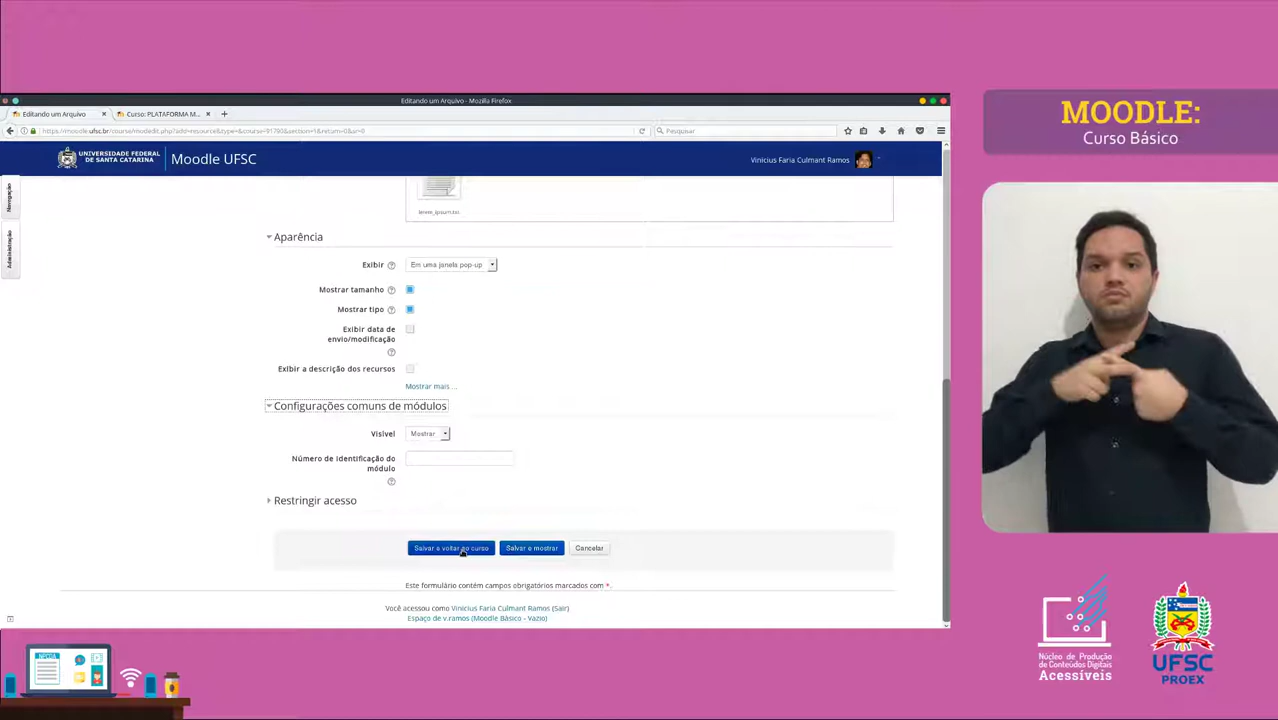 Editando um Arquivo - Mozilla Firefox
Editando um Arquivo
Curso: PLATAFORMA M...
Pesquisar
UNIVERSIDADE FEDERAL
DE SANTA CATARINA
Moodle UFSC
Vinicius Faria Culmant Ramos
Navegação
Administração
lorem_ipsum.txt
Aparência
Exibir
Em uma janela pop-up
Mostrar tamanho
Mostrar tipo
Exibir data de
envio/modificação
Exibir a descrição dos recursos
Mostrar mais ...
Configurações comuns de módulos
Visível
Mostrar
Número de identificação do
módulo
Restringir acesso
Salvar e voltar ao curso
Salvar e mostrar
Cancelar
Este formulário contém campos obrigatórios marcados com *.
Você acessou como Vinicius Faria Culmant Ramos (Sair)
Espaço de v.ramos (Moodle Básico - Vazio)
MOODLE:
Curso Básico
Núcleo de Produção
de Conteúdos Digitais
Acessíveis
UFSC
PROEX